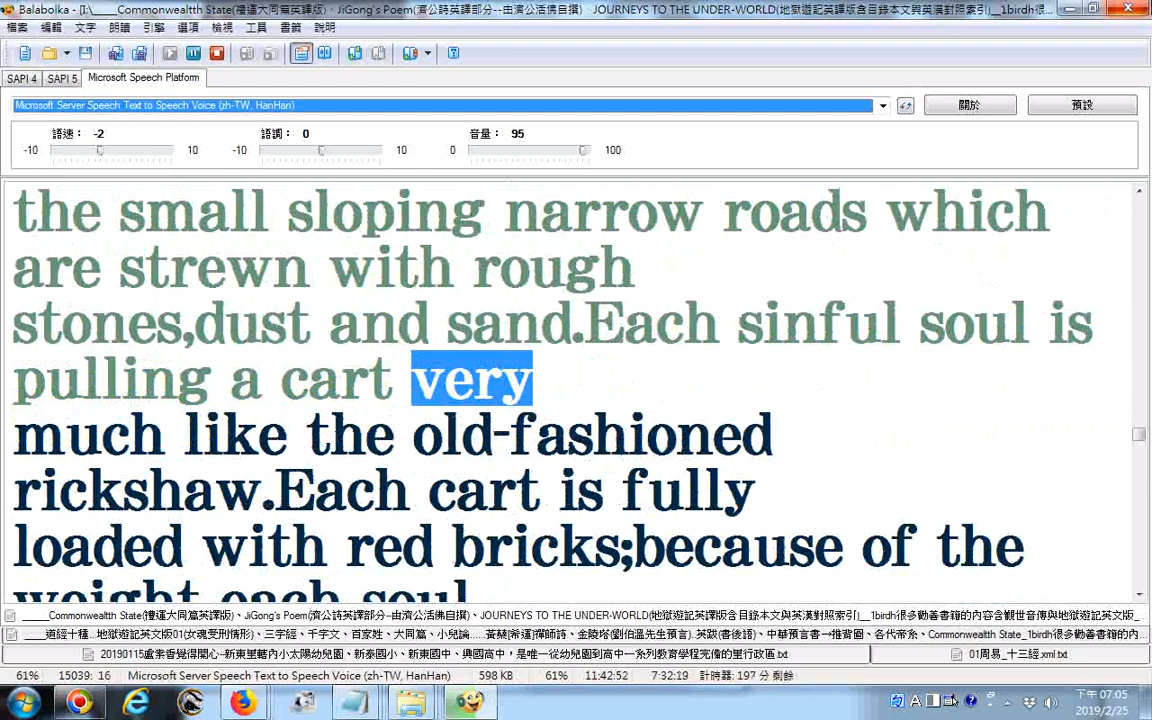 Balabolka - [I:\____Commonwealtth State(禮運大同篇英譯版)、JiGong's Poem(濟公詩英譯部分--由濟公活佛自撰) JOURNEYS TO THE UNDER-WORLD(地獄遊記英譯版含目錄本文與英漢對照索引)__1birdh很...
檔案 編輯 文字 朗讀 引擎 選項 檢視 工具 書籤 說明
SAPI 4 SAPI 5 Microsoft Speech Platform
Microsoft Server Speech Text to Speech Voice (zh-TW, HanHan) 關於 預設
語速： -2 語調： 0 音量： 95
-10 10 -10 10 0 100
the small sloping narrow roads which
are strewn with rough
stones,dust and sand.Each sinful soul is
pulling a cart very
much like the old-fashioned
rickshaw.Each cart is fully
loaded with red bricks;because of the
weight each soul
____Commonwealtth State(禮運大同篇英譯版)、JiGong's Poem(濟公詩英譯部分--由濟公活佛自撰)、JOURNEYS TO THE UNDER-WORLD(地獄遊記英譯版含目錄本文與英漢對照索引)__1birdh很多勸善書籍的內容含觀世音傳與地獄遊記英文版_
____道經十種...地獄遊記英文版01(女魂受刑情形)、三字經、千字文、百家姓、大同篇、小兒論......黃蘗[希運]禪師詩、金陵塔(劉伯溫先生預言).英跋(書後語)、中華預言書—推背圖、各代帝系、Commonwealtth State_1birdh很多勸善書籍的內...
20190115盧素香覺得開心--新東里轄內小太陽幼兒園、新泰國小、新東國中、興國高中，是唯一從幼兒園到高中一系列教育學程完備的里行政區.txt 01周易_十三經.xml.txt
61% 15039: 16 Microsoft Server Speech Text to Speech Voice (zh-TW, HanHan) 598 KB 61% 11:42:52 7:32:19 計時器: 197 分 剩餘
下午 07:05
2019/2/25